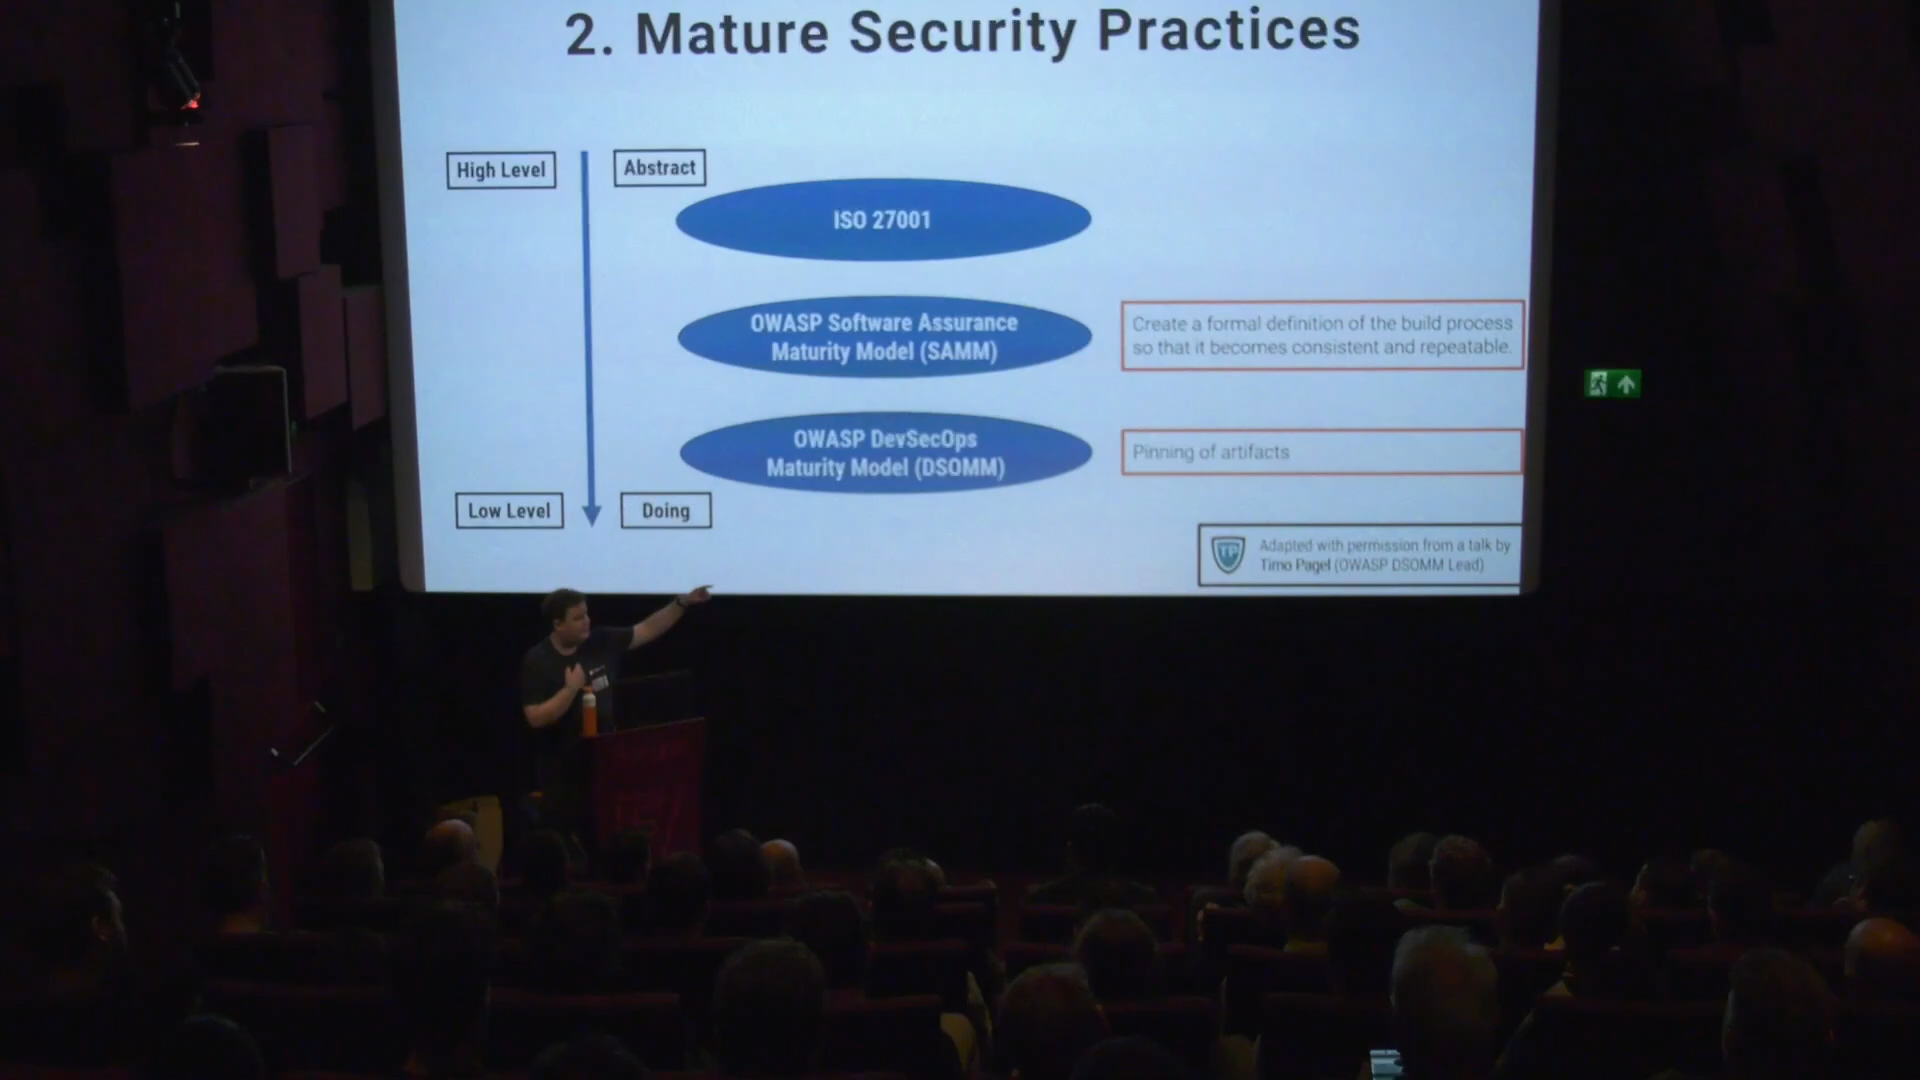 2. Mature Security Practices
High Level
Abstract
ISO 27001
OWASP Software Assurance
Maturity Model (SAMM)
Create a formal definition of the build process
so that it becomes consistent and repeatable.
OWASP DevSecOps
Maturity Model (DSOMM)
Pinning of artifacts
Low Level
Doing
TP
Adapted with permission from a talk by
Timo Pagel (OWASP DSOMM Lead)